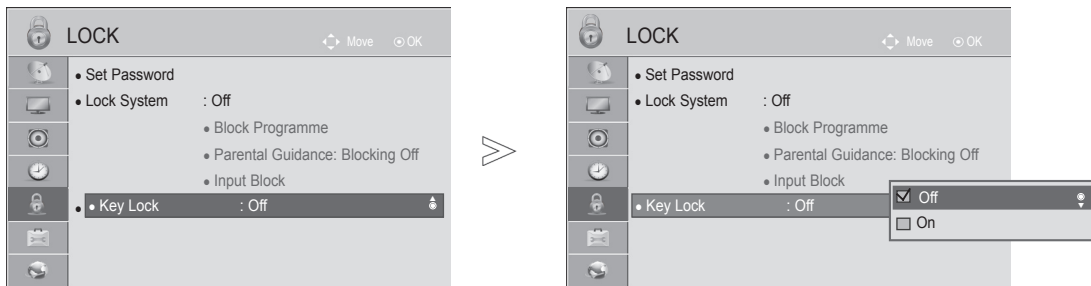 LOCK
Move OK
• Set Password
• Lock System : Off
• Block Programme
• Parental Guidance: Blocking Off
• Input Block
• • Key Lock : Off
LOCK
Move OK
• Set Password
• Lock System : Off
• Block Programme
• Parental Guidance: Blocking Off
• Input Block
• Key Lock : Off
Off
On